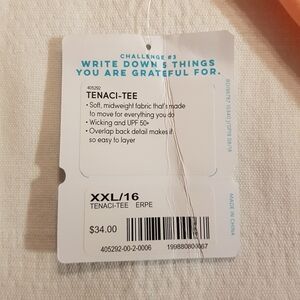 CHALLENGE #3
WRITE DOWN 5 THINGS
YOU ARE GRATEFUL FOR.
405292
TENACI-TEE
• Soft, midweight fabric that's made
to move for everything you do
• Wicking and UPF 50+
• Overlap back detail makes it
so easy to layer
XXL/16
TENACI-TEE ERPE
$34.00
405292-00-2-0006
199880800067
MADE IN CHINA